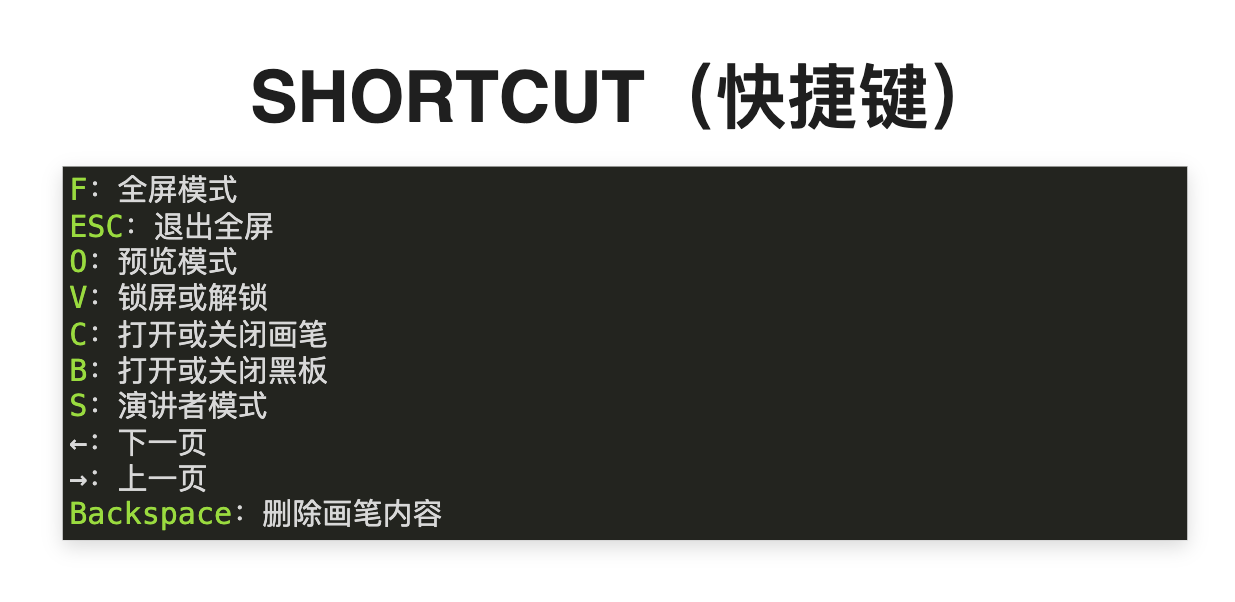 SHORTCUT（快捷键）
F: 全屏模式
ESC: 退出全屏
O: 预览模式
V: 锁屏或解锁
C: 打开或关闭画笔
B: 打开或关闭黑板
S: 演讲者模式
←: 下一页
→: 上一页
Backspace: 删除画笔内容